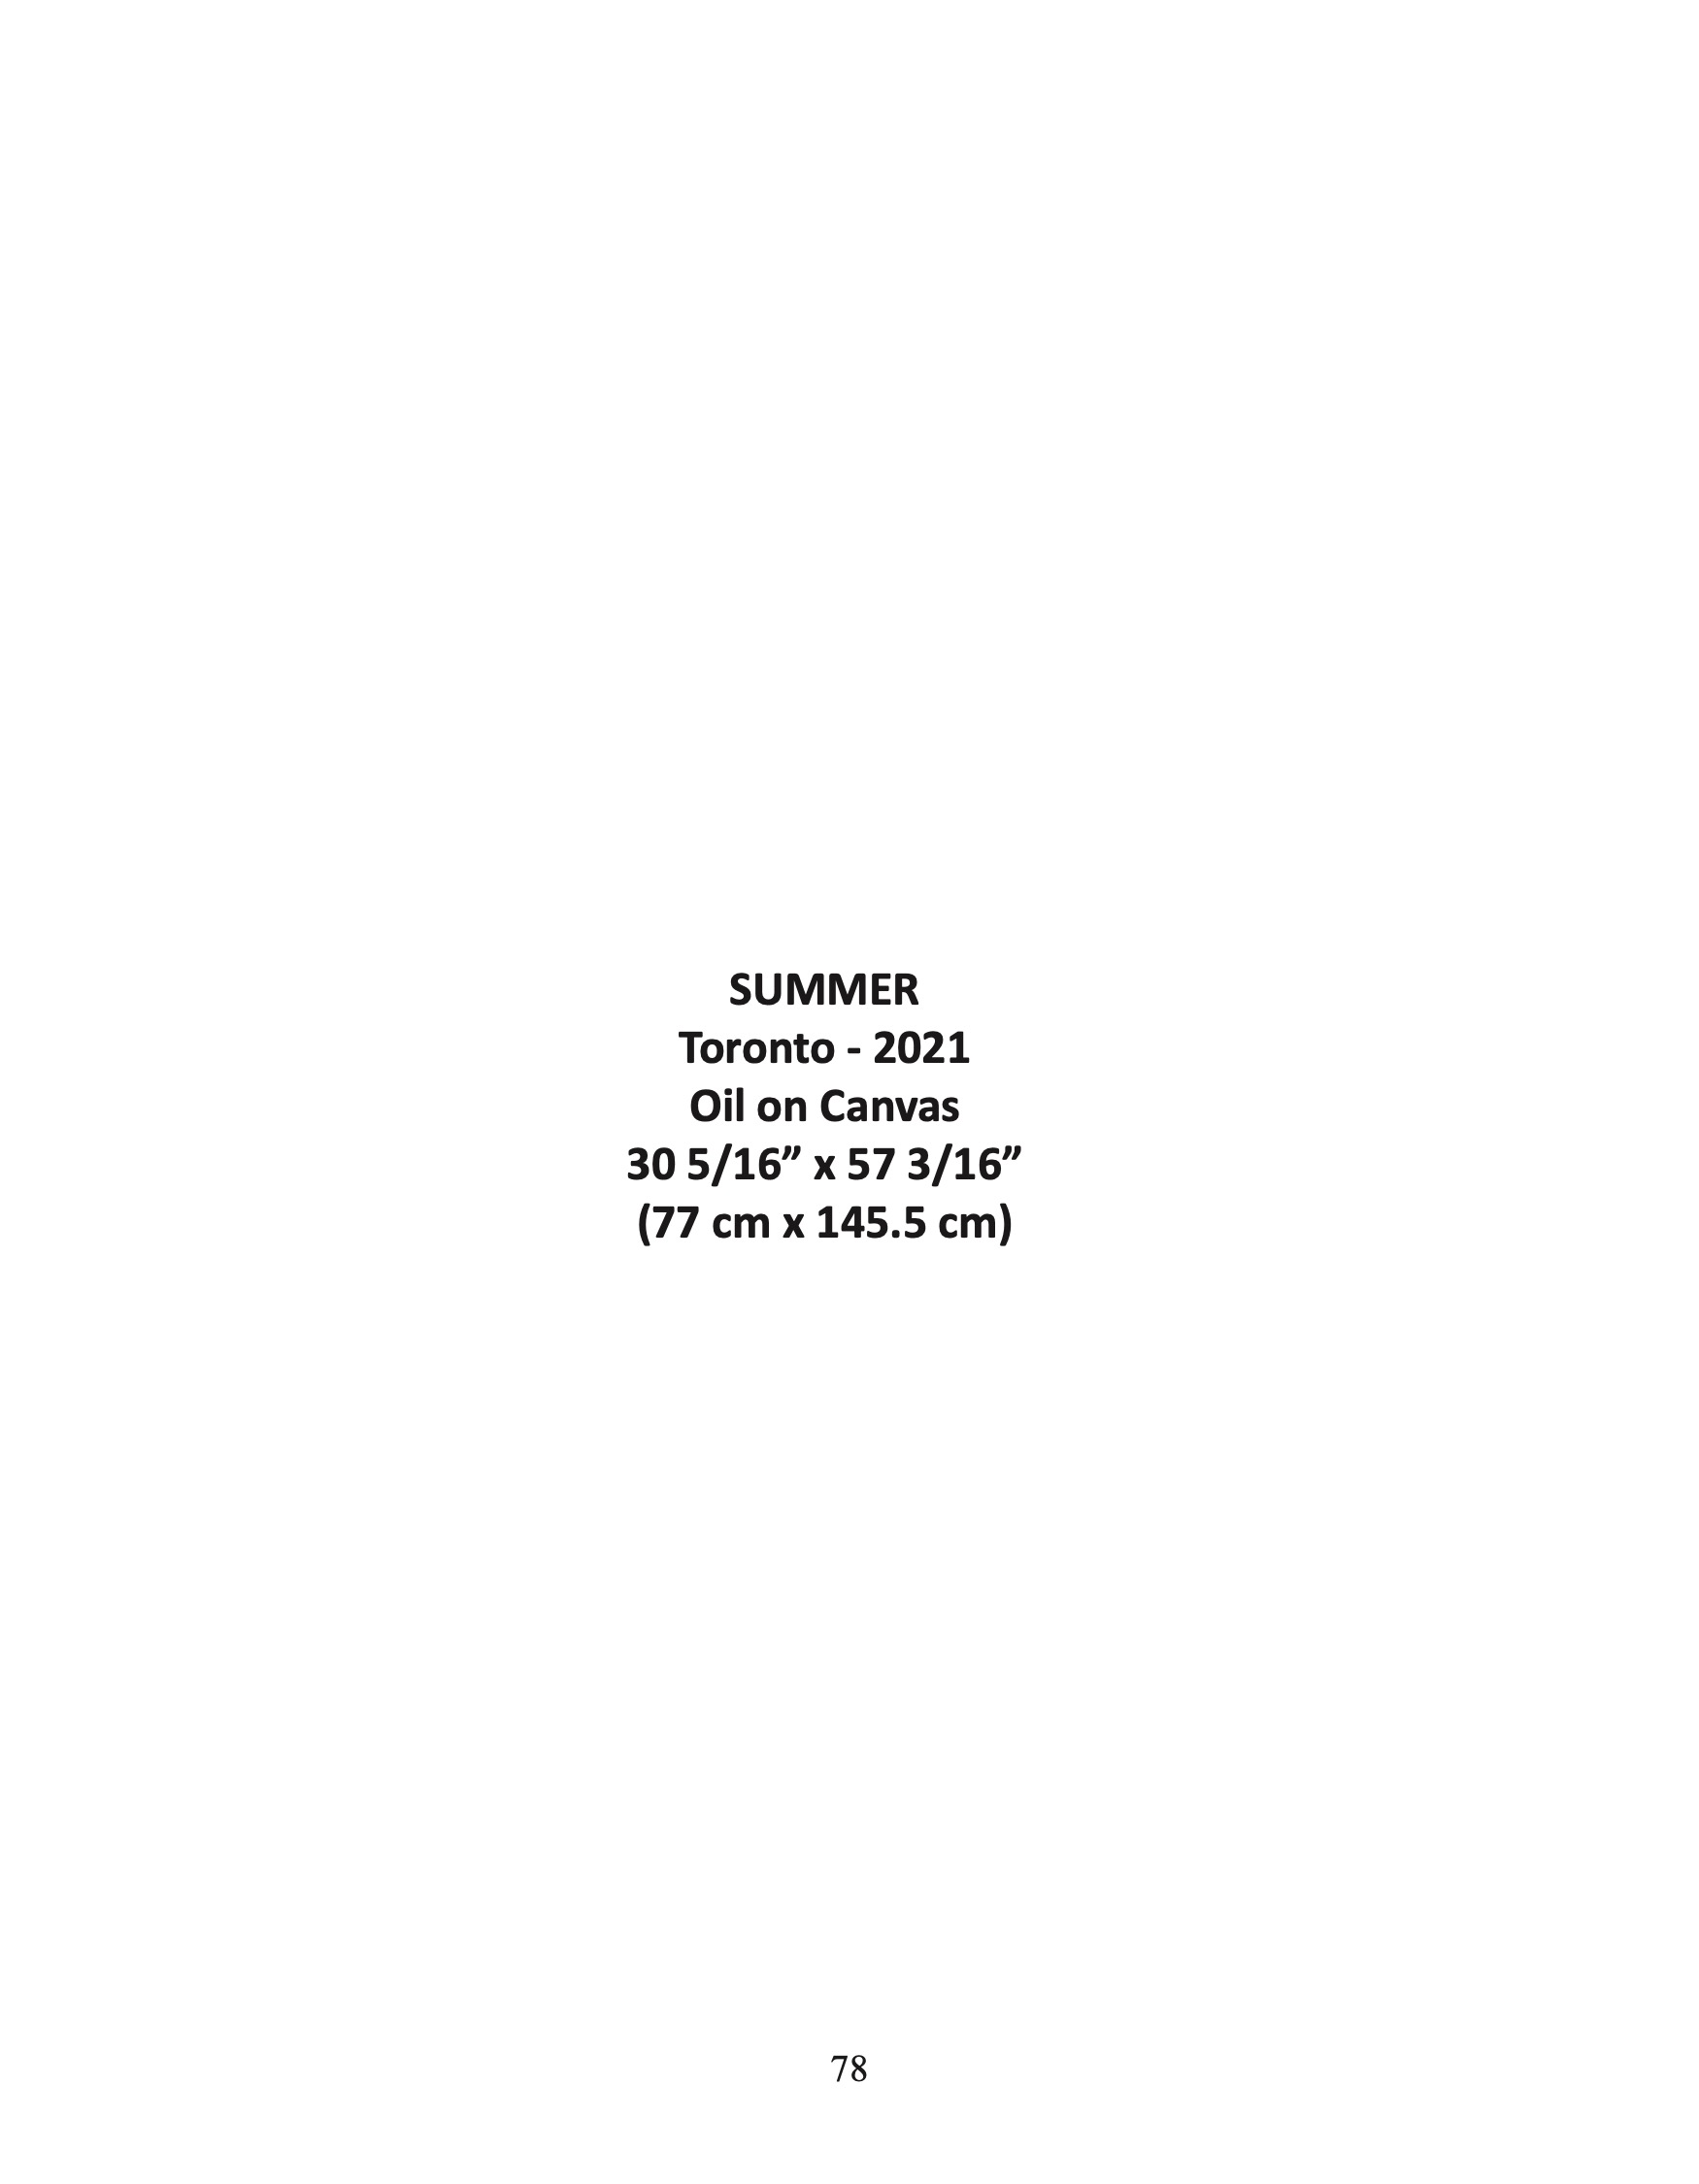 SUMMER
Toronto - 2021
Oil on Canvas
30 5/16” x 57 3/16”
(77 cm x 145.5 cm)
78